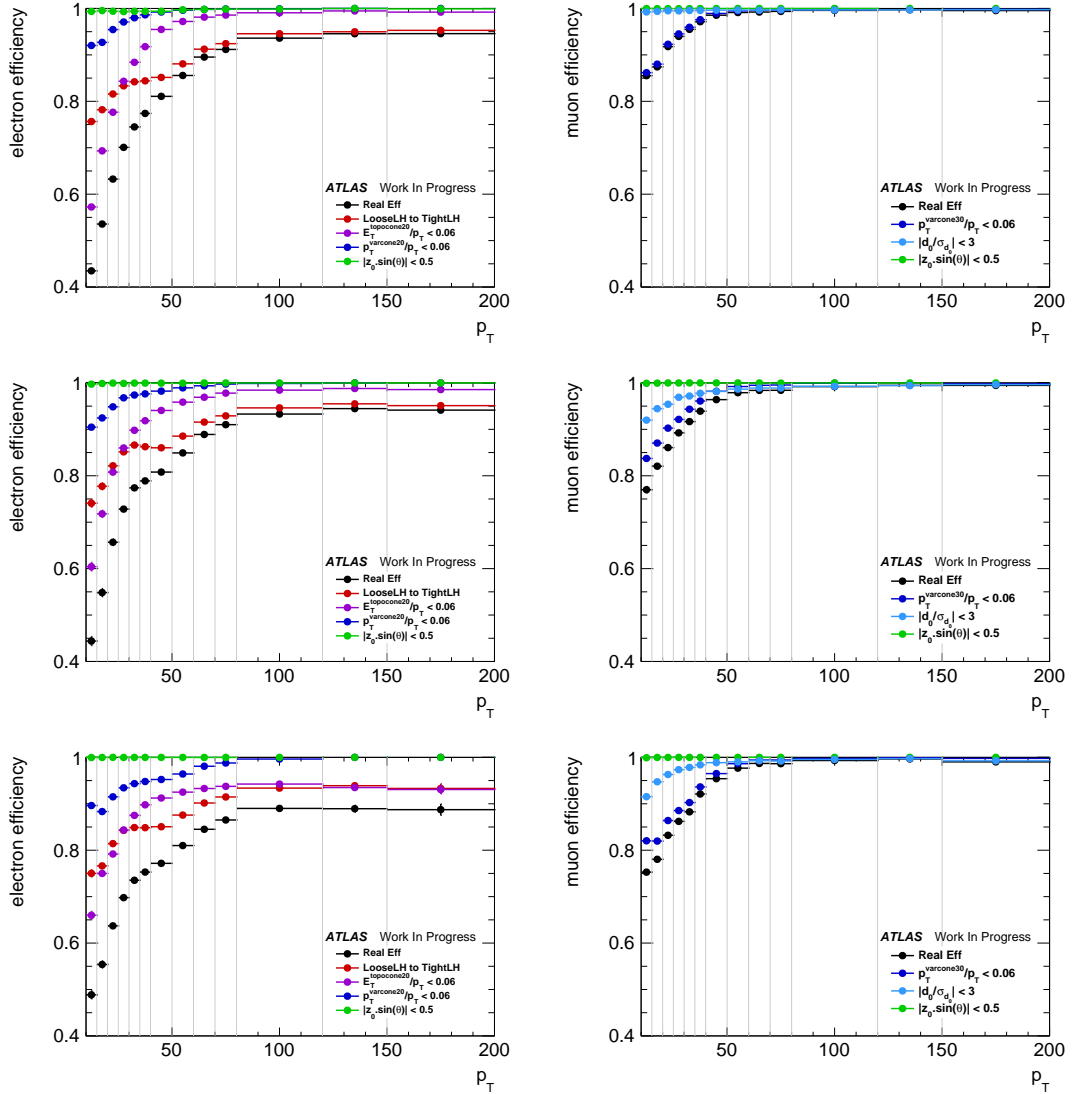 electron efficiency
1
0.8
0.6
0.4
ATLAS Work In Progress
Real Eff
LooseLH to TightLH
E_T^topocone20/p_T < 0.06
p_T^varcone20/p_T < 0.06
|z_0.sin(θ)| < 0.5
50 100 150 200
p_T
muon efficiency
1
0.8
0.6
0.4
ATLAS Work In Progress
Real Eff
p_T^varcone30/p_T < 0.06
|d_0/σ_d_0| < 3
|z_0.sin(θ)| < 0.5
50 100 150 200
p_T
electron efficiency
1
0.8
0.6
0.4
ATLAS Work In Progress
Real Eff
LooseLH to TightLH
E_T^topocone20/p_T < 0.06
p_T^varcone20/p_T < 0.06
|z_0.sin(θ)| < 0.5
50 100 150 200
p_T
muon efficiency
1
0.8
0.6
0.4
ATLAS Work In Progress
Real Eff
p_T^varcone30/p_T < 0.06
|d_0/σ_d_0| < 3
|z_0.sin(θ)| < 0.5
50 100 150 200
p_T
electron efficiency
1
0.8
0.6
0.4
ATLAS Work In Progress
Real Eff
LooseLH to TightLH
E_T^topocone20/p_T < 0.06
p_T^varcone20/p_T < 0.06
|z_0.sin(θ)| < 0.5
50 100 150 200
p_T
muon efficiency
1
0.8
0.6
0.4
ATLAS Work In Progress
Real Eff
p_T^varcone30/p_T < 0.06
|d_0/σ_d_0| < 3
|z_0.sin(θ)| < 0.5
50 100 150 200
p_T